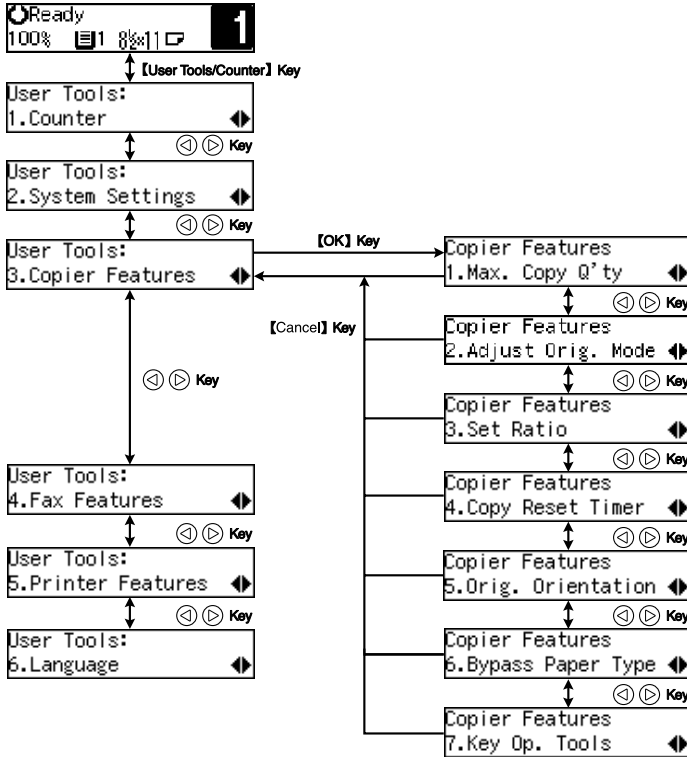 Ready
100% 1 8½×11
1
【User Tools/Counter】 Key
User Tools:
1.Counter
Key
User Tools:
2.System Settings
Key
User Tools:
3.Copier Features
Key
User Tools:
4.Fax Features
Key
User Tools:
5.Printer Features
Key
User Tools:
6.Language
【OK】 Key
【Cancel】 Key
Copier Features
1.Max. Copy Q'ty
Key
Copier Features
2.Adjust Orig. Mode
Key
Copier Features
3.Set Ratio
Key
Copier Features
4.Copy Reset Timer
Key
Copier Features
5.Orig. Orientation
Key
Copier Features
6.Bypass Paper Type
Key
Copier Features
7.Key Op. Tools